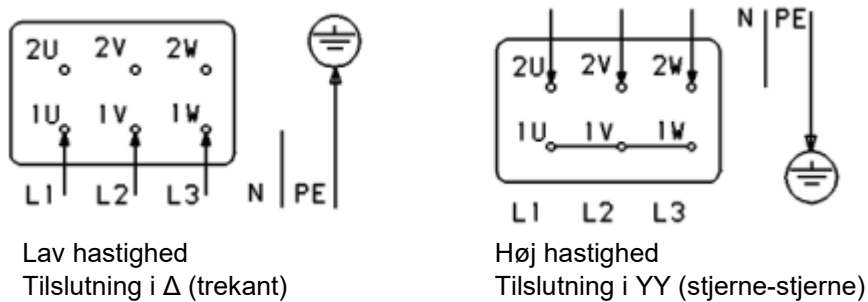 2U 2V 2W
1U 1V 1W
L1 L2 L3 N PE
Lav hastighed
Tilslutning i Δ (trekant)
N PE
2U 2V 2W
1U 1V 1W
L1 L2 L3
Høj hastighed
Tilslutning i YY (stjerne-stjerne)